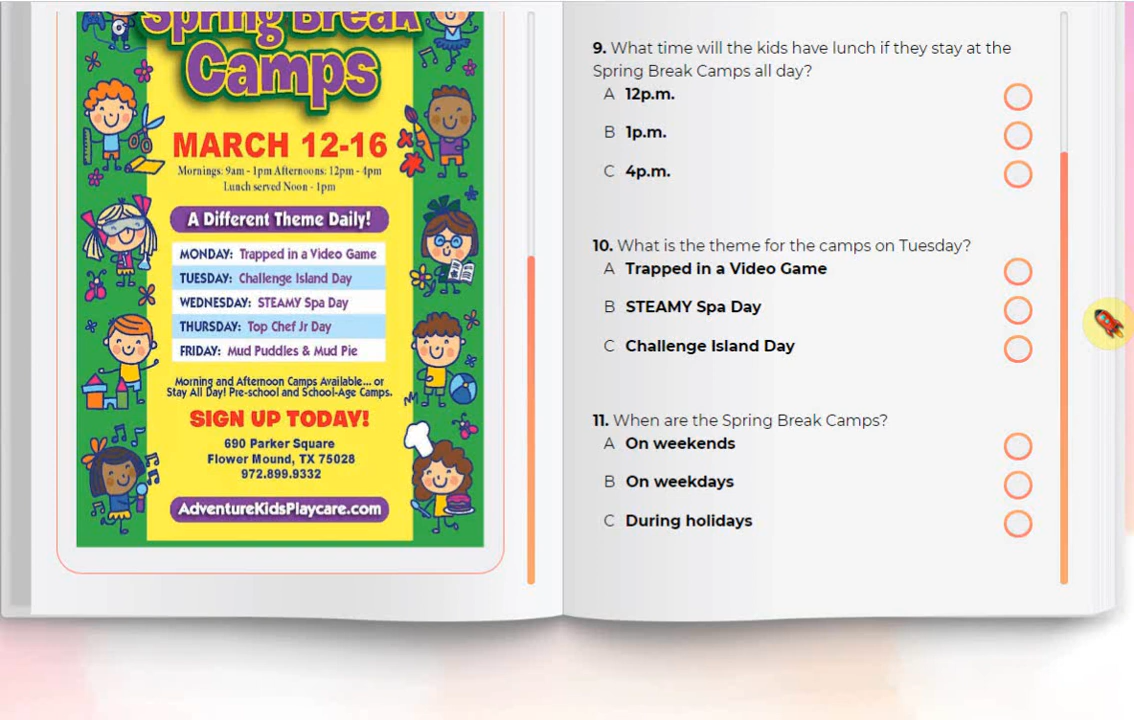 Spring Break
Camps
MARCH 12-16
Mornings: 9am - 1pm Afternoons: 12pm - 4pm
Lunch served Noon - 1pm
A Different Theme Daily!
MONDAY: Trapped in a Video Game
TUESDAY: Challenge Island Day
WEDNESDAY: STEAMY Spa Day
THURSDAY: Top Chef Jr Day
FRIDAY: Mud Puddles & Mud Pie
Morning and Afternoon Camps Available... or
Stay All Day! Pre-school and School-Age Camps.
SIGN UP TODAY!
690 Parker Square
Flower Mound, TX 75028
972.899.9332
AdventureKidsPlaycare.com
9. What time will the kids have lunch if they stay at the
Spring Break Camps all day?
A 12p.m.
B 1p.m.
C 4p.m.
10. What is the theme for the camps on Tuesday?
A Trapped in a Video Game
B STEAMY Spa Day
C Challenge Island Day
11. When are the Spring Break Camps?
A On weekends
B On weekdays
C During holidays